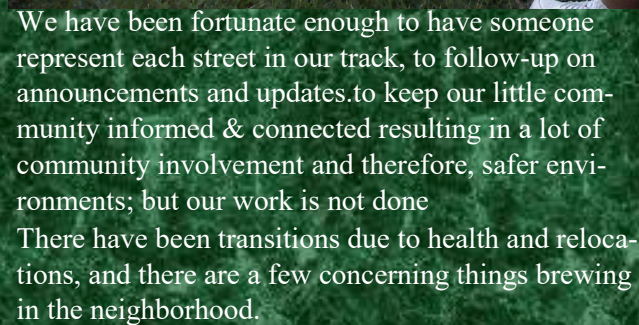 We have been fortunate enough to have someone
represent each street in our track, to follow-up on
announcements and updates.to keep our little com-
munity informed & connected resulting in a lot of
community involvement and therefore, safer envi-
ronments; but our work is not done
There have been transitions due to health and reloca-
tions, and there are a few concerning things brewing
in the neighborhood.